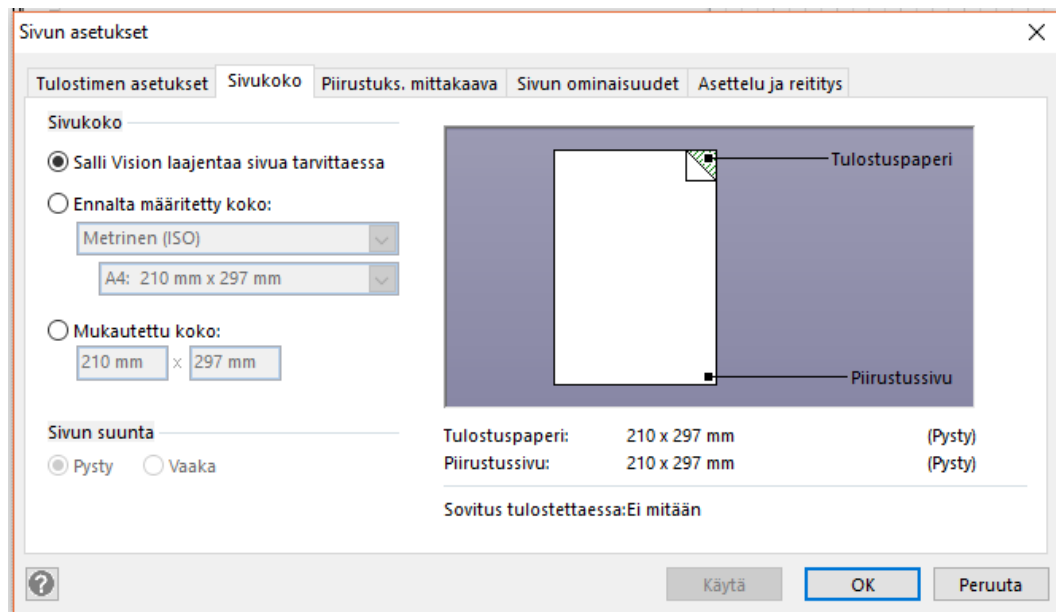 Sivun asetukset
Tulostimen asetukset Sivukoko Piirustuks. mittakaava Sivun ominaisuudet Asettelu ja reititys
Sivukoko
Salli Vision laajentaa sivua tarvittaessa
Ennalta määritetty koko:
Metrinen (ISO)
A4: 210 mm x 297 mm
Mukautettu koko:
210 mm x 297 mm
Sivun suunta
Pysty Vaaka
Tulostuspaperi
Piirustussivu
Tulostuspaperi: 210 x 297 mm (Pysty)
Piirustussivu: 210 x 297 mm (Pysty)
Sovitus tulostettaessa:Ei mitään
Käytä OK Peruuta